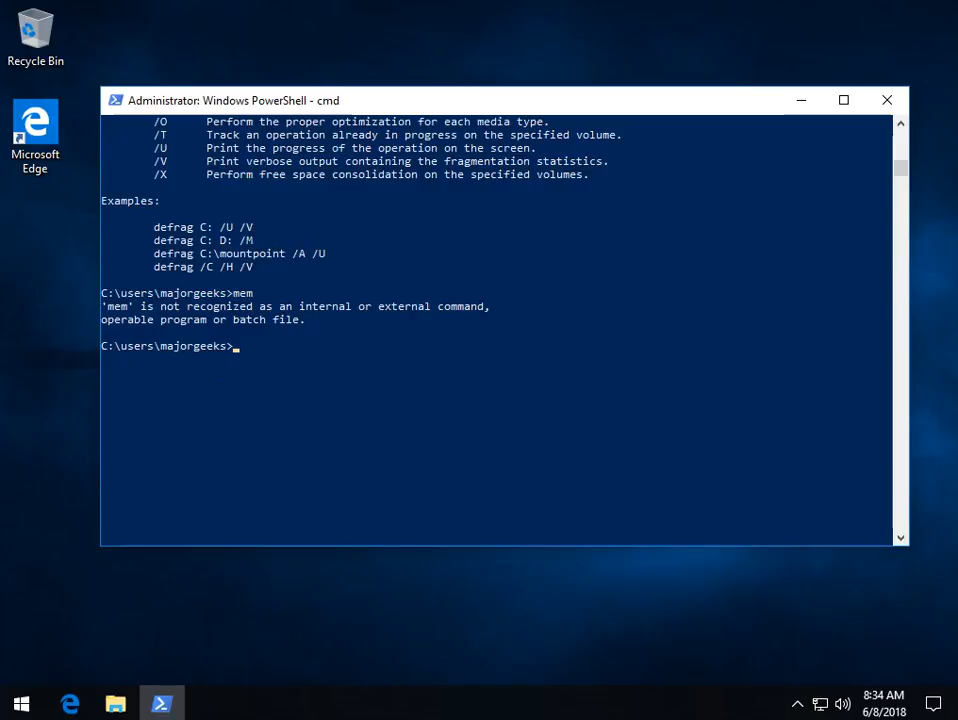 Recycle Bin
Microsoft
Edge
Administrator: Windows PowerShell - cmd
/O Perform the proper optimization for each media type.
/T Track an operation already in progress on the specified volume.
/U Print the progress of the operation on the screen.
/V Print verbose output containing the fragmentation statistics.
/X Perform free space consolidation on the specified volumes.
Examples:
defrag C: /U /V
defrag C: D: /M
defrag C:\mountpoint /A /U
defrag /C /H /V
C:\users\majorgeeks>mem
'mem' is not recognized as an internal or external command,
operable program or batch file.
C:\users\majorgeeks>
8:34 AM
6/8/2018